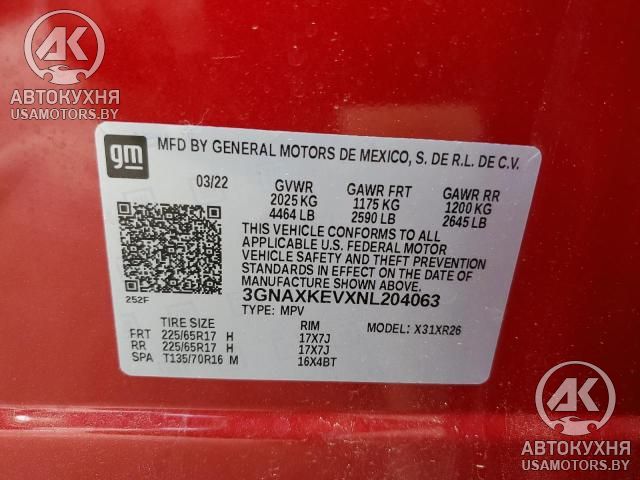 AK
АВТОКУХНЯ
USAMOTORS.BY
gm
MFD BY GENERAL MOTORS DE MEXICO, S. DE R.L. DE C.V.
03/22 GVWR GAWR FRT GAWR RR
2025 KG 1175 KG 1200 KG
4464 LB 2590 LB 2645 LB
THIS VEHICLE CONFORMS TO ALL
APPLICABLE U.S. FEDERAL MOTOR
VEHICLE SAFETY AND THEFT PREVENTION
STANDARDS IN EFFECT ON THE DATE OF
MANUFACTURE SHOWN ABOVE.
252F
3GNAXKEVXNL204063
TYPE: MPV MODEL: X31XR26
TIRE SIZE RIM
FRT 225/65R17 H 17X7J
RR 225/65R17 H 17X7J
SPA T135/70R16 M 16X4BT
AK
АВТОКУХНЯ
USAMOTORS.BY